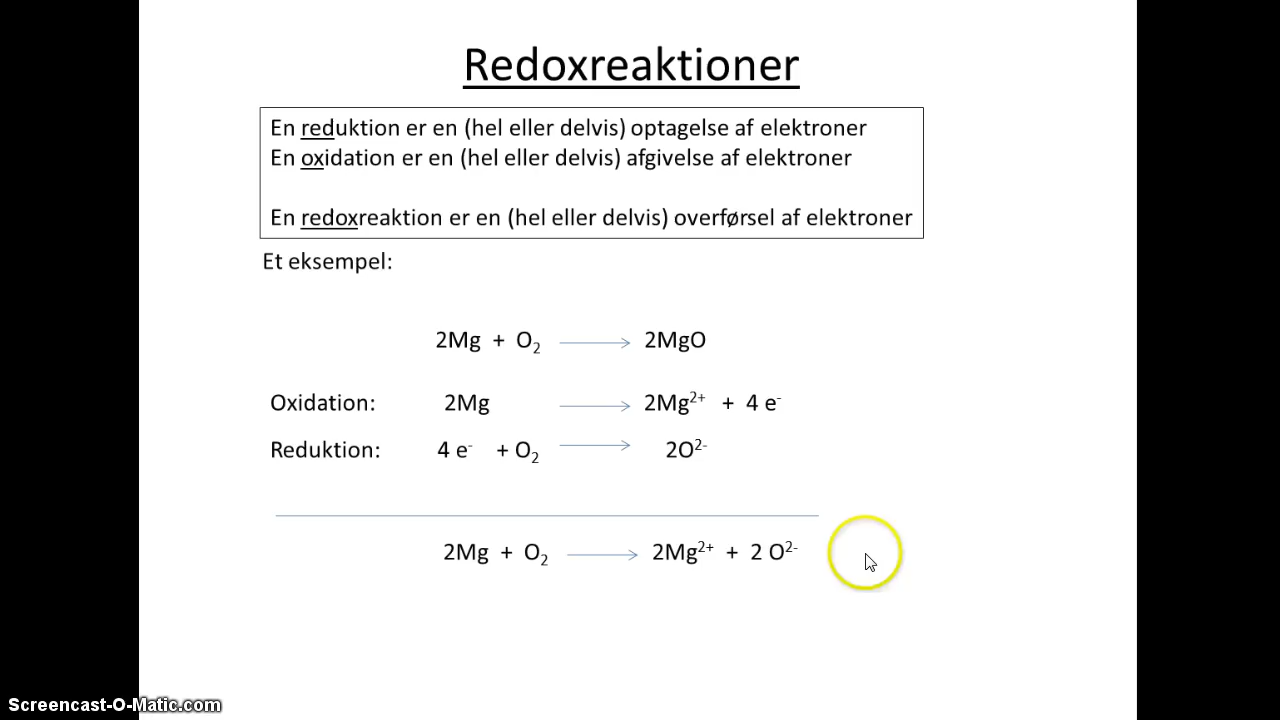 Redoxreaktioner
En reduktion er en (hel eller delvis) optagelse af elektroner
En oxidation er en (hel eller delvis) afgivelse af elektroner
En redoxreaktion er en (hel eller delvis) overførsel af elektroner
Et eksempel:
2Mg + O₂ → 2MgO
Oxidation: 2Mg → 2Mg²⁺ + 4 e⁻
Reduktion: 4 e⁻ + O₂ → 2O²⁻
2Mg + O₂ → 2Mg²⁺ + 2 O²⁻
Screencast-O-Matic.com